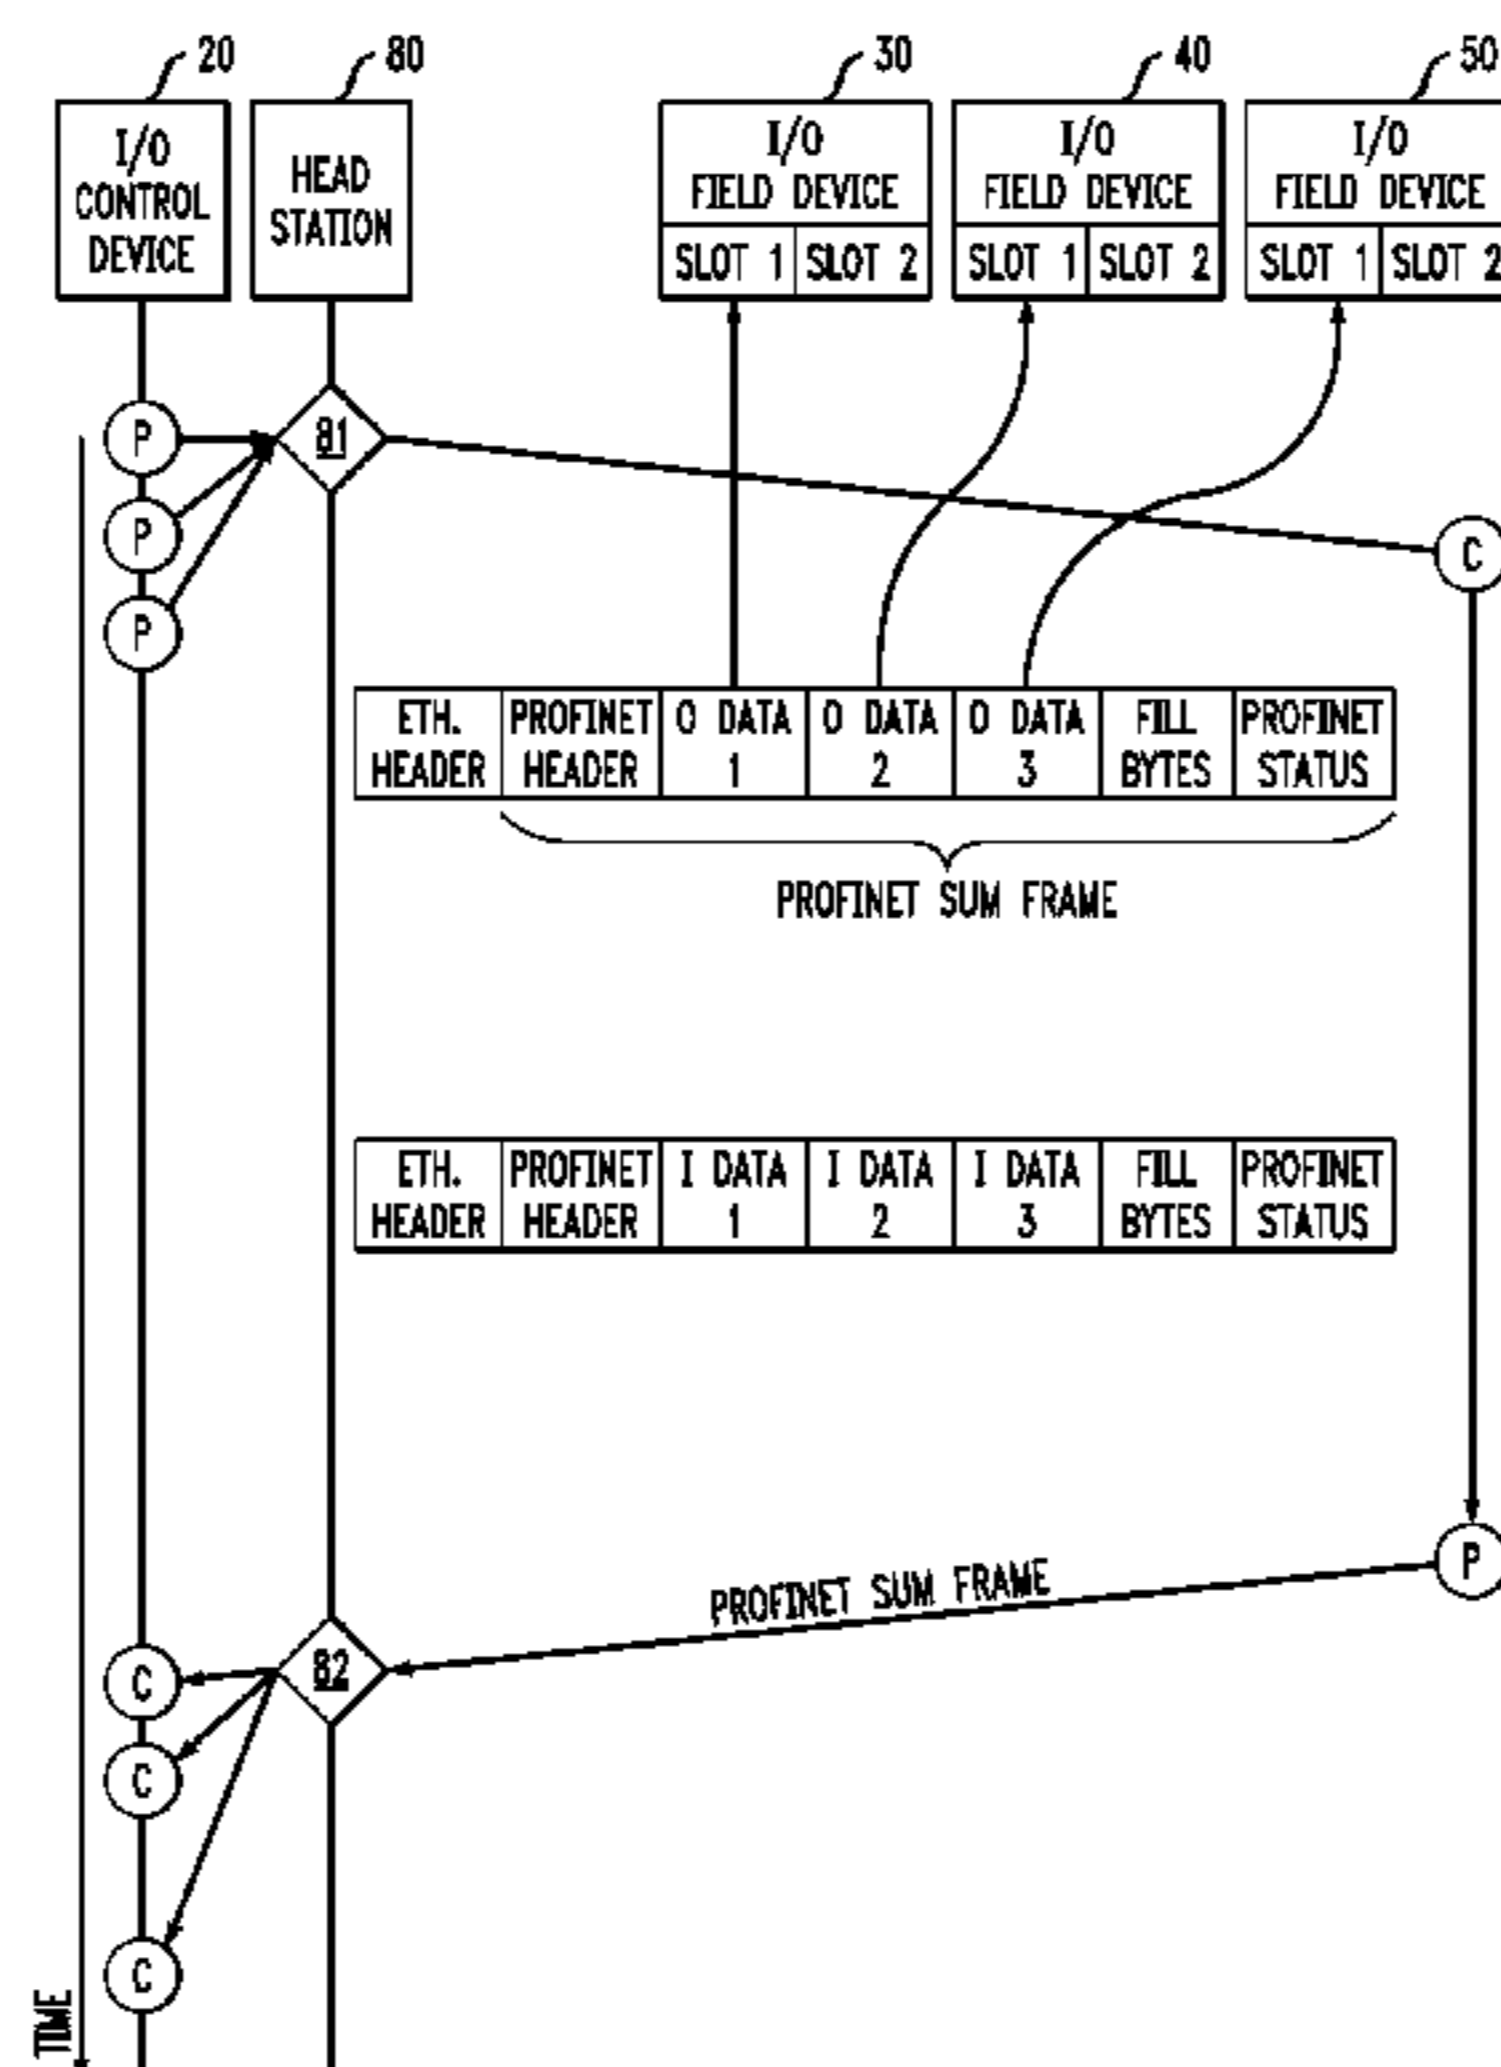 20
80
30
40
50
I/O
CONTROL
DEVICE
HEAD
STATION
I/O
FIELD DEVICE
SLOT 1
SLOT 2
I/O
FIELD DEVICE
SLOT 1
SLOT 2
I/O
FIELD DEVICE
SLOT 1
SLOT 2
P
81
P
C
P
ETH.
HEADER
PROFINET
HEADER
O DATA
1
O DATA
2
O DATA
3
FILL
BYTES
PROFINET
STATUS
PROFINET SUM FRAME
ETH.
HEADER
PROFINET
HEADER
I DATA
1
I DATA
2
I DATA
3
FILL
BYTES
PROFINET
STATUS
P
PROFINET SUM FRAME
82
C
C
C
TIME